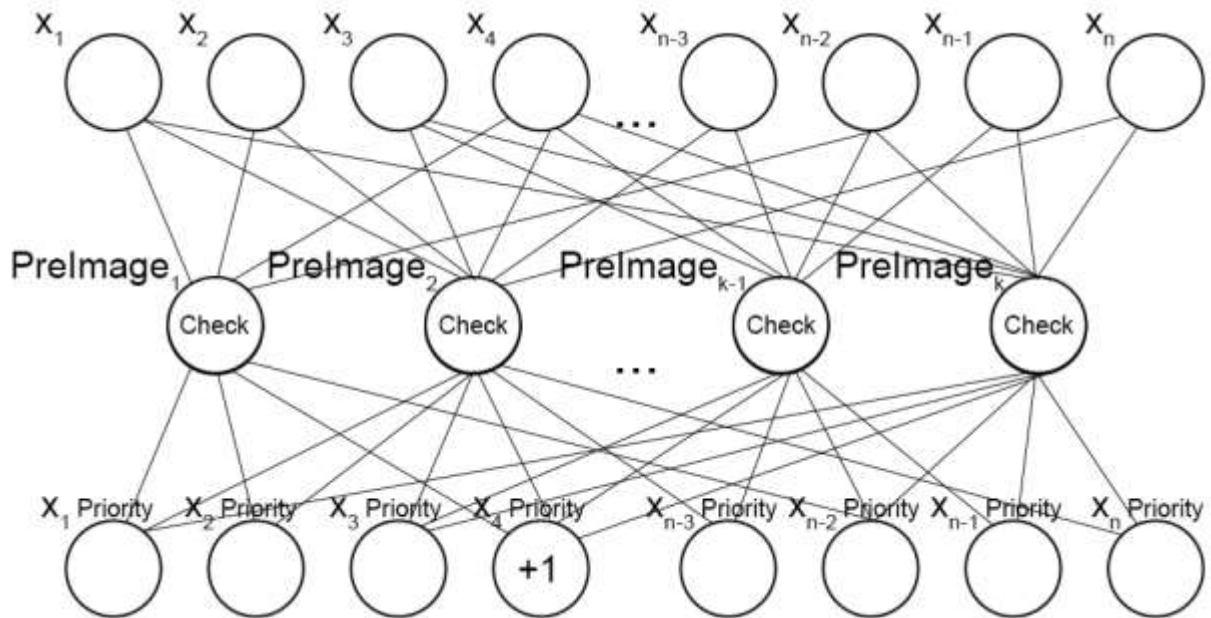 x₁ x₂ x₃ x₄ xₙ₋₃ xₙ₋₂ xₙ₋₁ xₙ
...
PreImage₁ PreImage₂ PreImageₖ₋₁ PreImageₖ
Check Check Check Check
...
x₁ Priority x₂ Priority x₃ Priority x₄ Priority xₙ₋₃ Priority xₙ₋₂ Priority xₙ₋₁ Priority xₙ Priority
+1